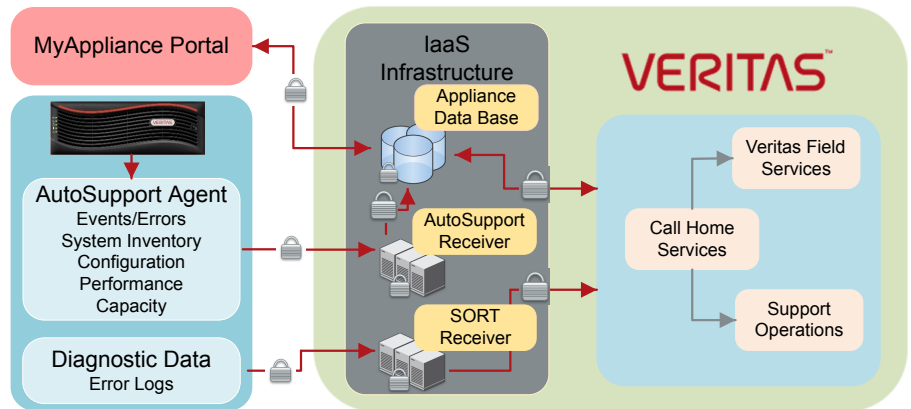 MyAppliance Portal
AutoSupport Agent
Events/Errors
System Inventory
Configuration
Performance
Capacity
Diagnostic Data
Error Logs
IaaS
Infrastructure
Appliance
Data Base
AutoSupport
Receiver
SORT
Receiver
VERITAS™
Veritas Field
Services
Call Home
Services
Support
Operations